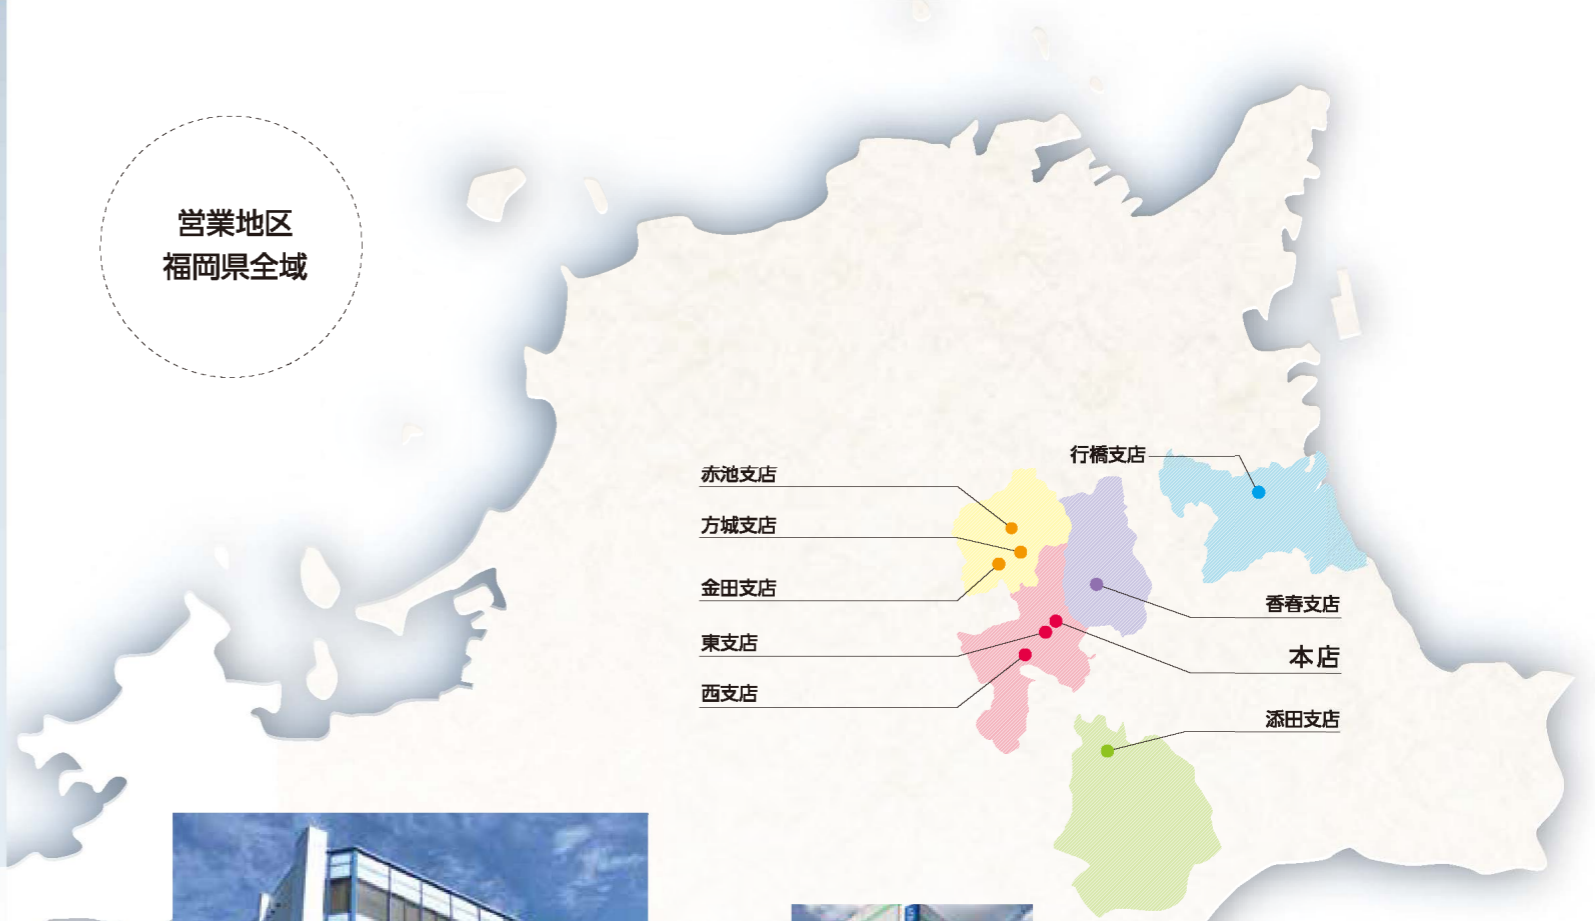 営業地区
福岡県全域
行橋支店
赤池支店
方城支店
金田支店
東支店
西支店
香春支店
本店
添田支店